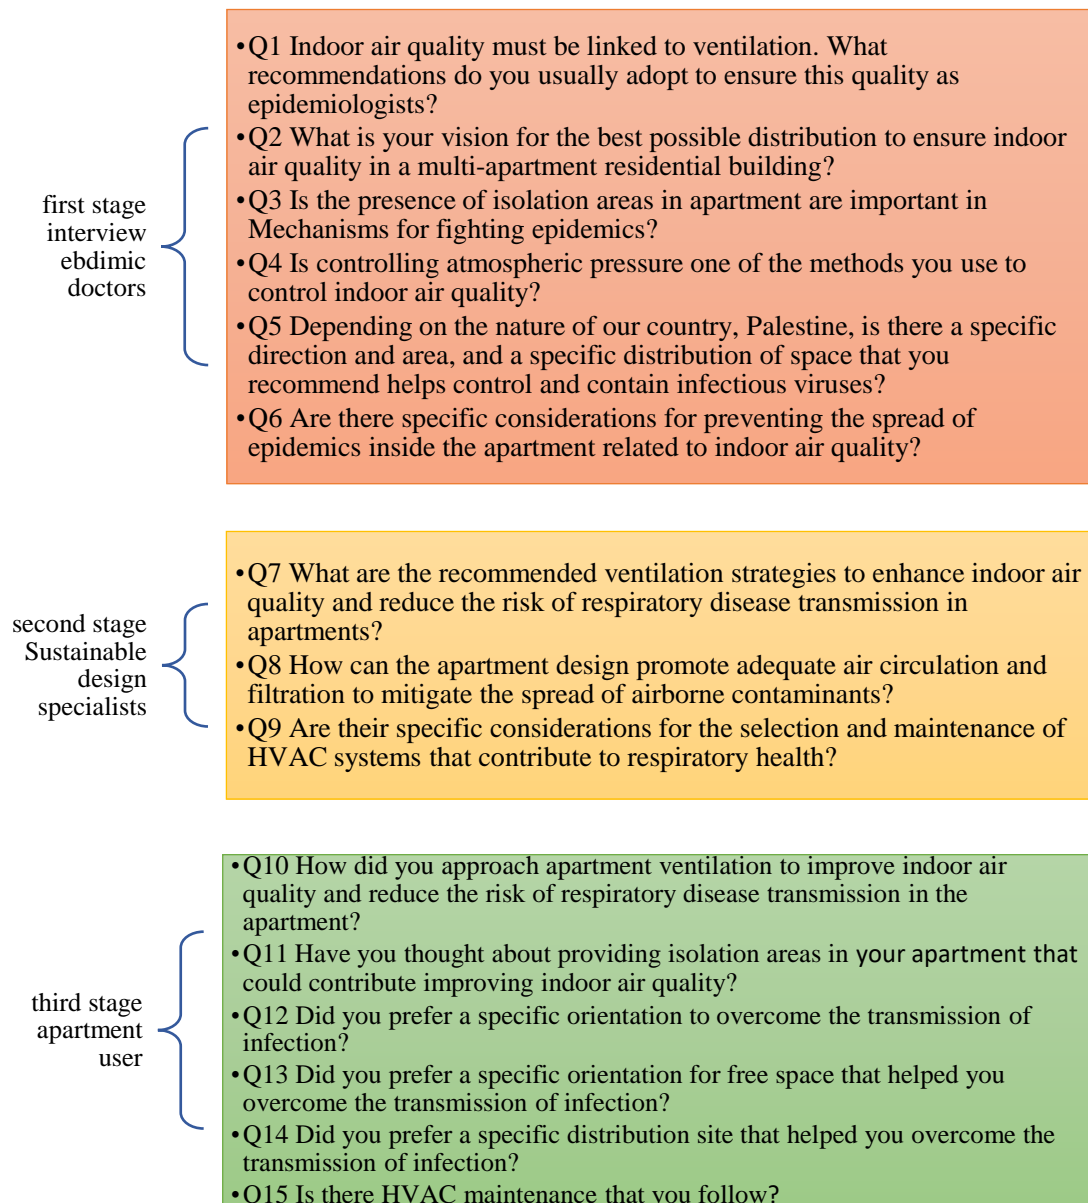 first stage
interview
ebdimic
doctors
•Q1 Indoor air quality must be linked to ventilation. What
recommendations do you usually adopt to ensure this quality as
epidemiologists?
•Q2 What is your vision for the best possible distribution to ensure indoor
air quality in a multi-apartment residential building?
•Q3 Is the presence of isolation areas in apartment are important in
Mechanisms for fighting epidemics?
•Q4 Is controlling atmospheric pressure one of the methods you use to
control indoor air quality?
•Q5 Depending on the nature of our country, Palestine, is there a specific
direction and area, and a specific distribution of space that you
recommend helps control and contain infectious viruses?
•Q6 Are there specific considerations for preventing the spread of
epidemics inside the apartment related to indoor air quality?
second stage
Sustainable
design
specialists
•Q7 What are the recommended ventilation strategies to enhance indoor air
quality and reduce the risk of respiratory disease transmission in
apartments?
•Q8 How can the apartment design promote adequate air circulation and
filtration to mitigate the spread of airborne contaminants?
•Q9 Are their specific considerations for the selection and maintenance of
HVAC systems that contribute to respiratory health?
third stage
apartment
user
•Q10 How did you approach apartment ventilation to improve indoor air
quality and reduce the risk of respiratory disease transmission in the
apartment?
•Q11 Have you thought about providing isolation areas in your apartment that
could contribute improving indoor air quality?
•Q12 Did you prefer a specific orientation to overcome the transmission of
infection?
•Q13 Did you prefer a specific orientation for free space that helped you
overcome the transmission of infection?
•Q14 Did you prefer a specific distribution site that helped you overcome the
transmission of infection?
•Q15 Is there HVAC maintenance that you follow?